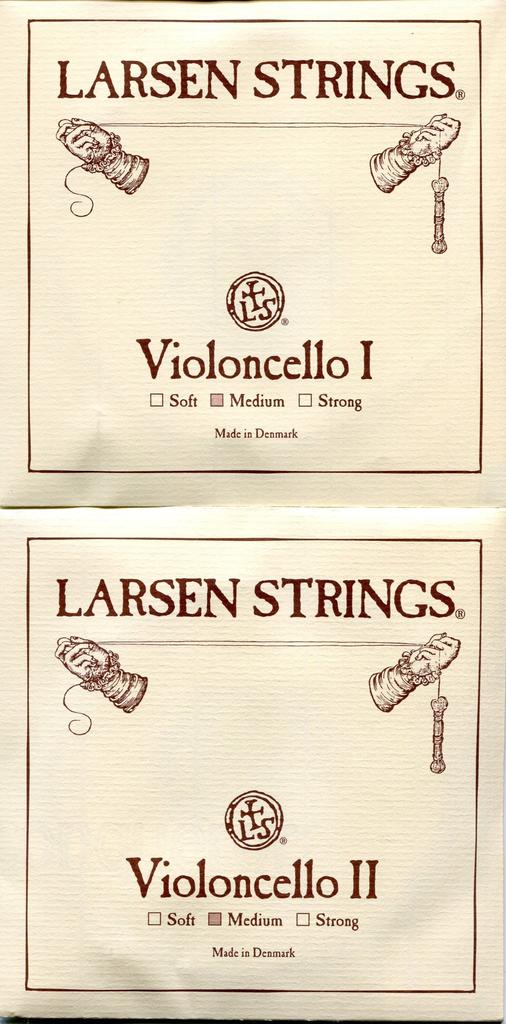 LARSEN STRINGS®
LS
®
Violoncello I
☐ Soft ☒ Medium ☐ Strong
Made in Denmark
LARSEN STRINGS®
LS
®
Violoncello II
☐ Soft ☒ Medium ☐ Strong
Made in Denmark